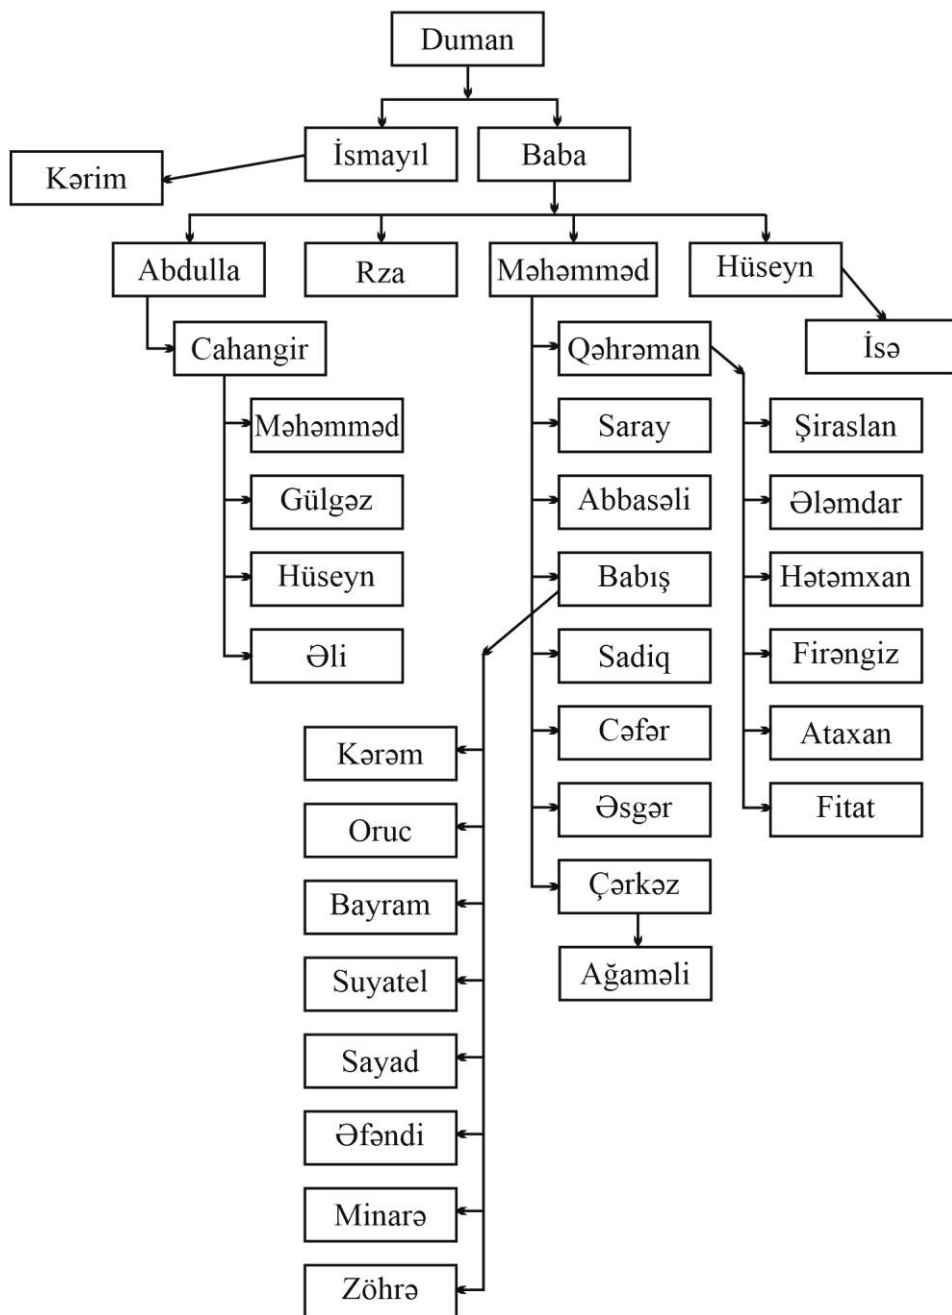 Duman
İsmayıl
Baba
Kərim
Abdulla
Rza
Məhəmməd
Hüseyn
Cahangir
Qəhrəman
İsə
Məhəmməd
Saray
Şiraslan
Gülgəz
Abbasəli
Ələmdar
Hüseyn
Babış
Hətəmxan
Əli
Sadiq
Firəngiz
Kərəm
Cəfər
Ataxan
Oruc
Əsgər
Fitat
Bayram
Çərkəz
Suyatel
Ağaməli
Sayad
Əfəndi
Minarə
Zöhrə